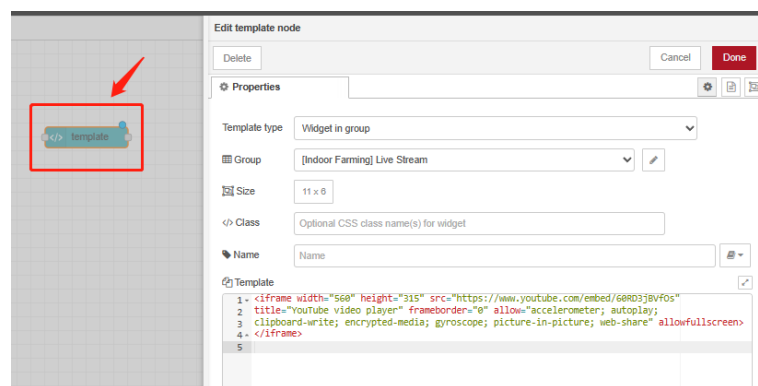 Edit template node
Delete
Cancel
Done
Properties
</> template
Template type
Widget in group
Group
[Indoor Farming] Live Stream
Size
11 x 6
</> Class
Optional CSS class name(s) for widget
Name
Name
Template
1 <iframe width="560" height="315" src="https://www.youtube.com/embed/60RD3jBVfOs"
2 title="YouTube video player" frameborder="0" allow="accelerometer; autoplay;
3 clipboard-write; encrypted-media; gyroscope; picture-in-picture; web-share" allowfullscreen>
4 </iframe>
5